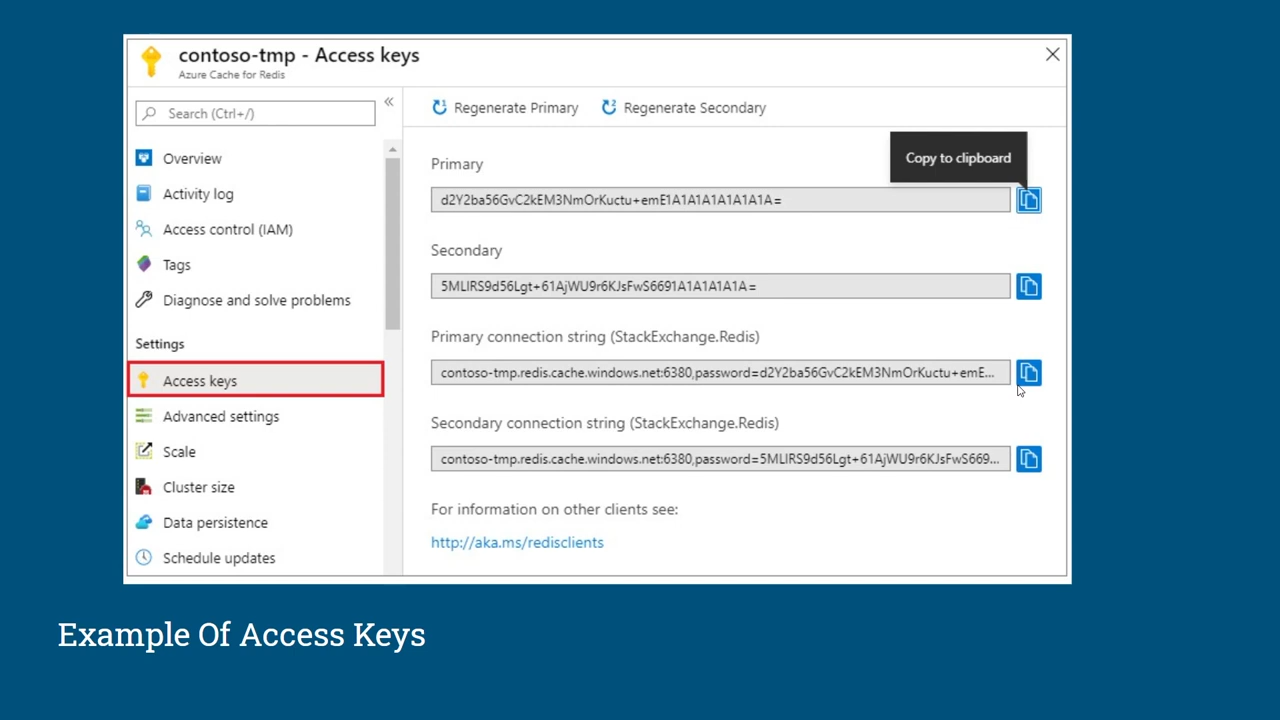 contoso-tmp - Access keys
Azure Cache for Redis
Search (Ctrl+/)
Overview
Activity log
Access control (IAM)
Tags
Diagnose and solve problems
Settings
Access keys
Advanced settings
Scale
Cluster size
Data persistence
Schedule updates
Regenerate Primary
Regenerate Secondary
Copy to clipboard
Primary
d2Y2ba56GvC2kEM3NmOrKuctu+emE1A1A1A1A1A1A1A=
Secondary
5MLIRS9d56Lgt+61AjWU9r6KJsFwS6691A1A1A1A1A=
Primary connection string (StackExchange.Redis)
contoso-tmp.redis.cache.windows.net:6380,password=d2Y2ba56GvC2kEM3NmOrKuctu+emE...
Secondary connection string (StackExchange.Redis)
contoso-tmp.redis.cache.windows.net:6380,password=5MLIRS9d56Lgt+61AjWU9r6KJsFwS669...
For information on other clients see:
http://aka.ms/redisclients
Example Of Access Keys